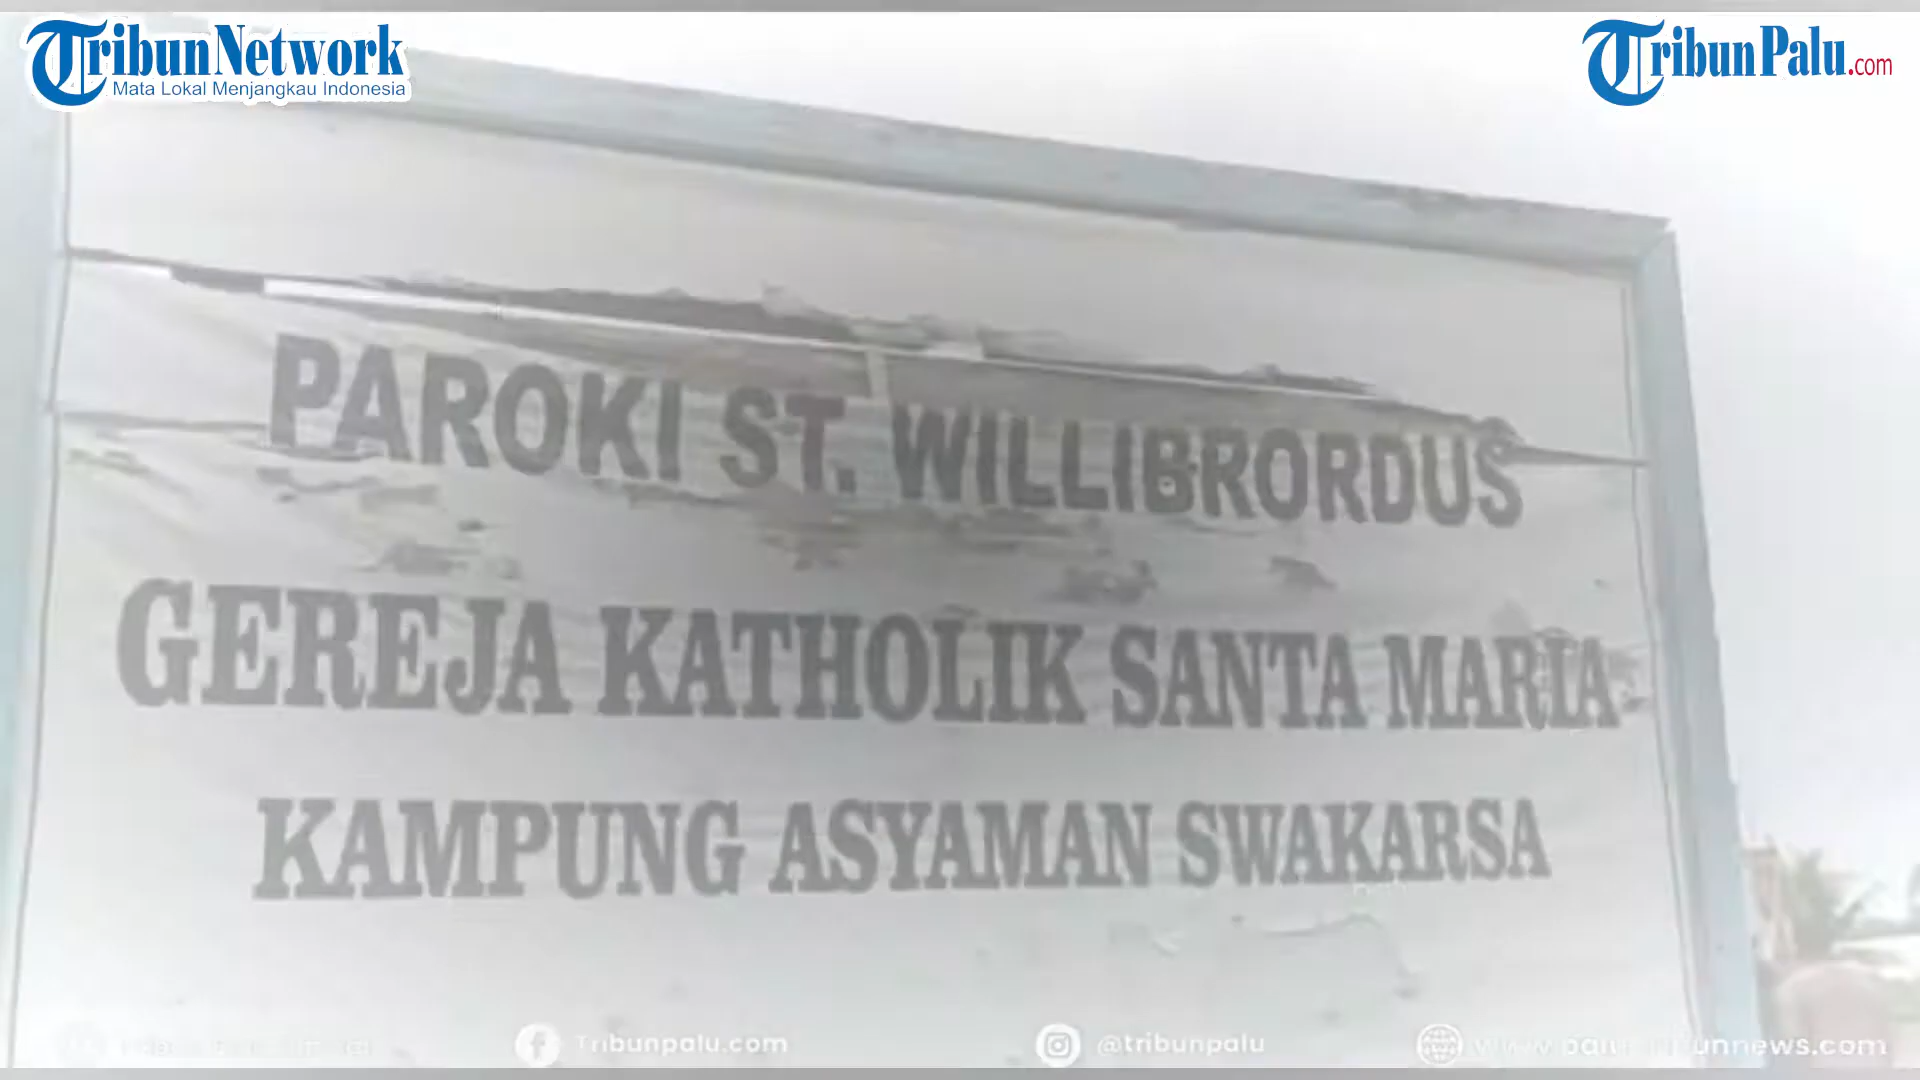 TribunNetwork
Mata Lokal Menjangkau Indonesia
TribunPalu.com
PAROKI ST. WILLIBRORDUS
GEREJA KATHOLIK SANTA MARIA
KAMPUNG ASYAMAN SWAKARSA
Tribunpalu.com
@tribunpalu